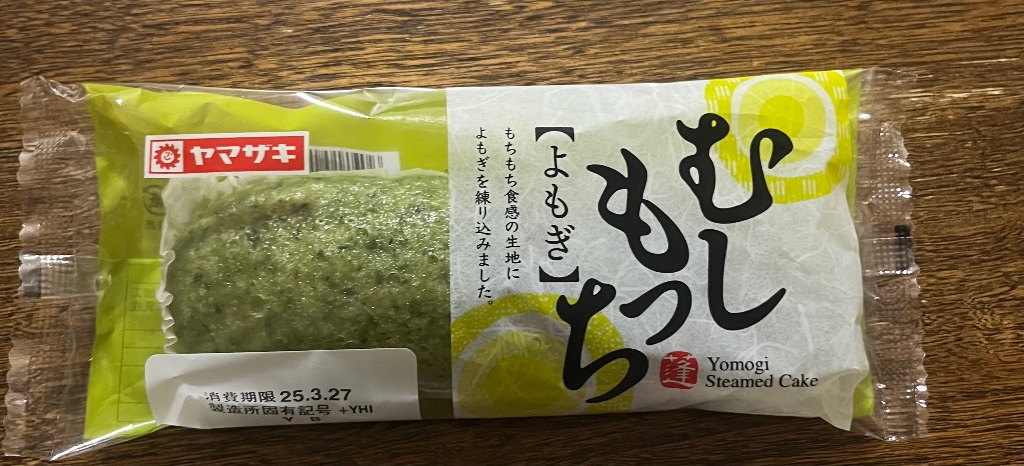 ヤマザキ
むし
もっち
【よもぎ】
もちもち食感の生地に
よもぎを練り込みました。
蓬
Yomogi
Steamed Cake
消費期限 25.3.27
製造所固有記号 +YHI
Y B